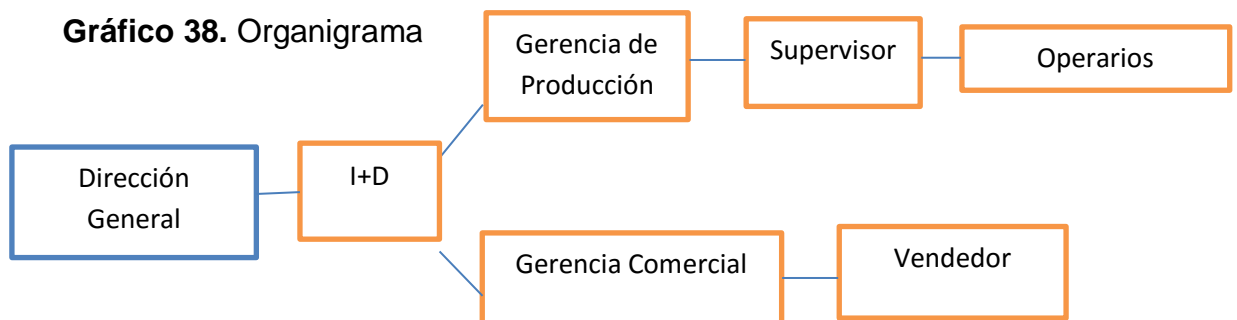 Gráfico 38. Organigrama
Gerencia de
Producción
Supervisor
Operarios
Dirección
General
I+D
Gerencia Comercial
Vendedor